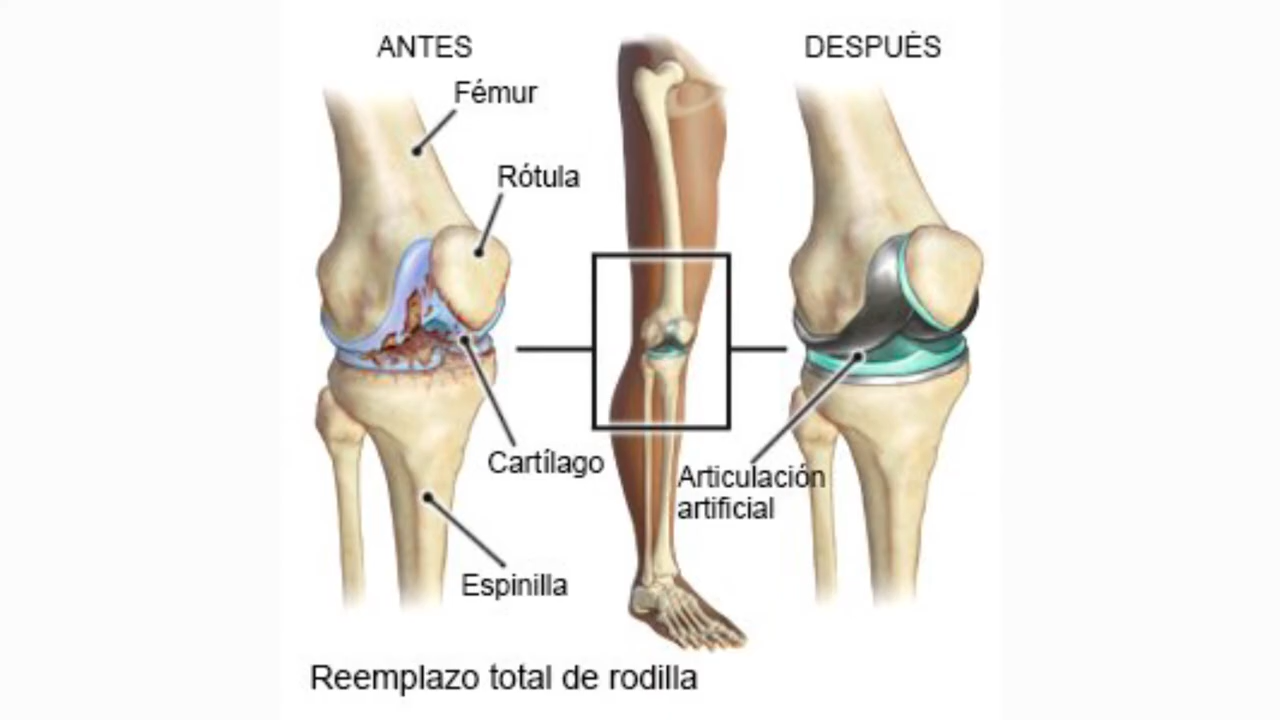 ANTES
DESPUÉS
Fémur
Rótula
Cartílago
Articulación
artificial
Espinilla
Reemplazo total de rodilla